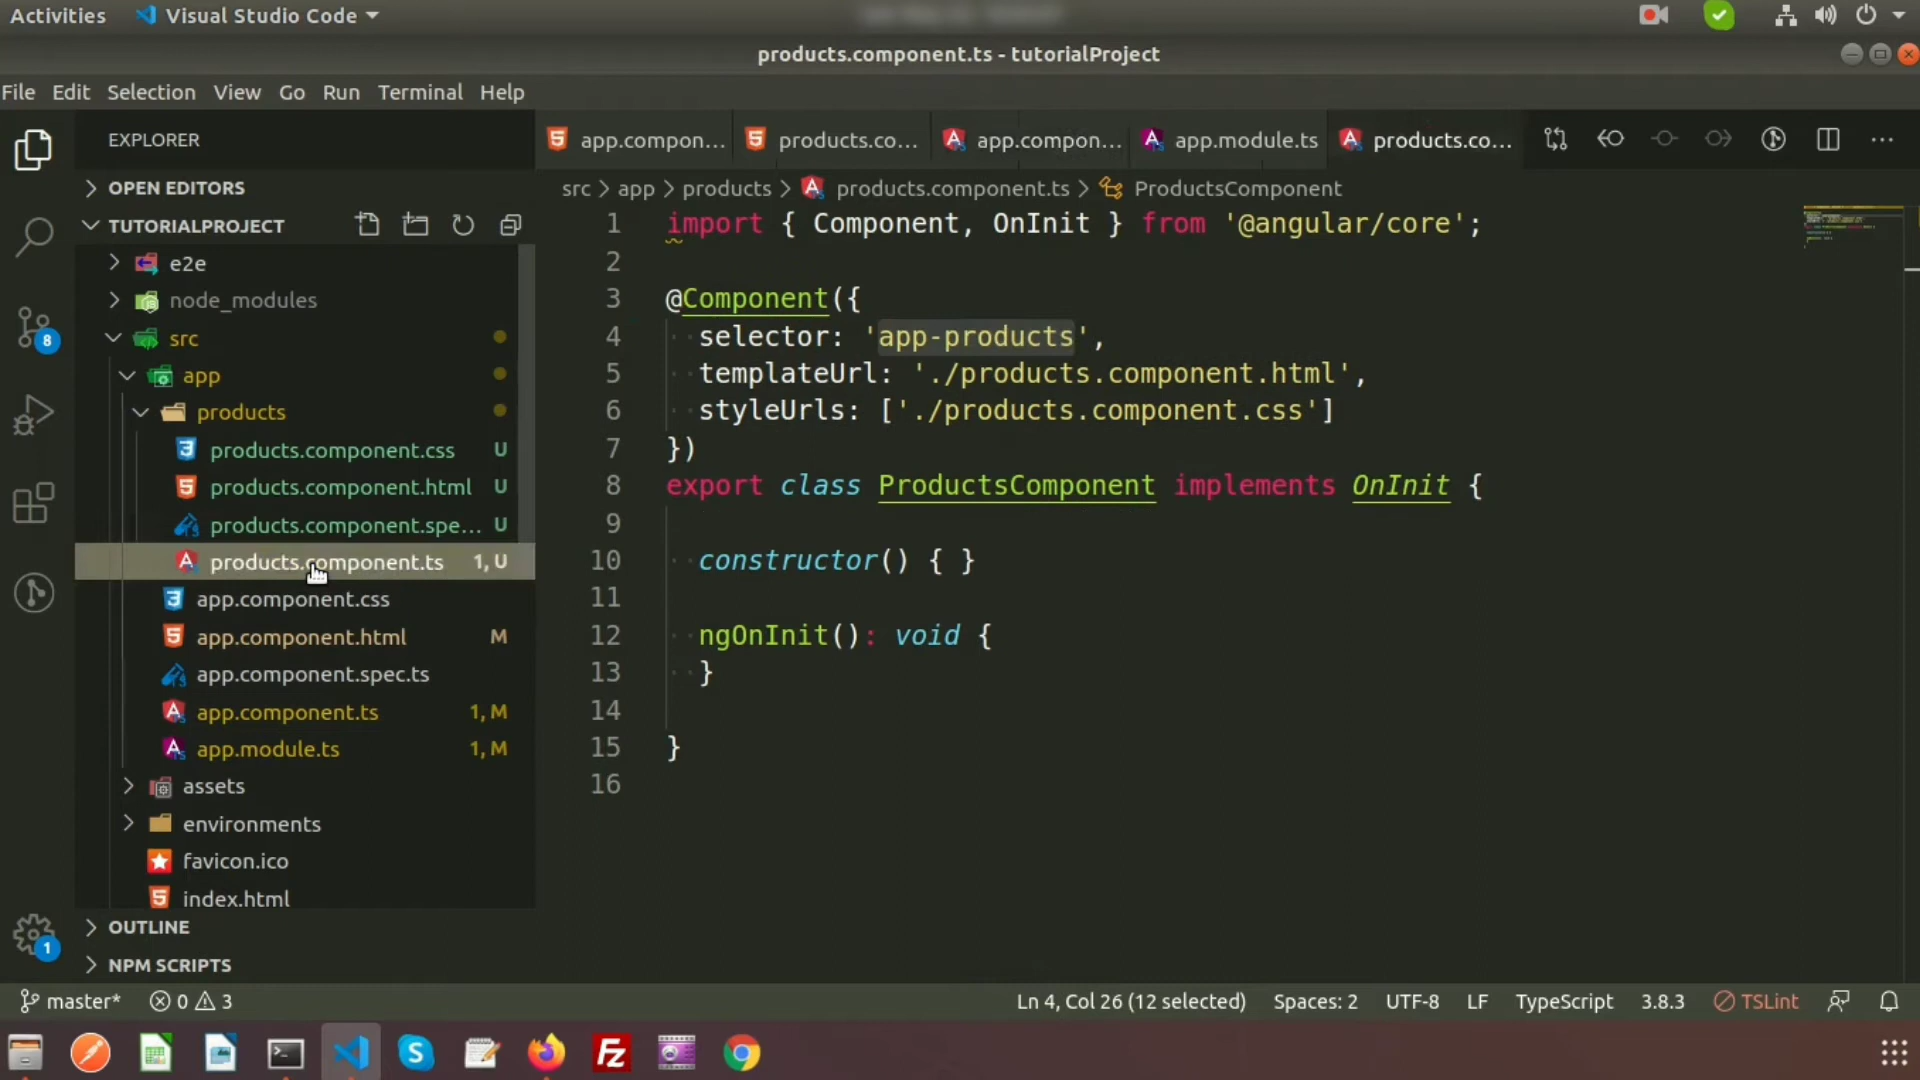 Activities
Visual Studio Code
products.component.ts - tutorialProject
File Edit Selection View Go Run Terminal Help
EXPLORER
app.compon...
products.co...
app.compon...
app.module.ts
products.co...
OPEN EDITORS
src > app > products > products.component.ts > ProductsComponent
TUTORIALPROJECT
e2e
node_modules
src
app
products
products.component.css U
products.component.html U
products.component.spe... U
products.component.ts 1, U
app.component.css
app.component.html M
app.component.spec.ts
app.component.ts 1, M
app.module.ts 1, M
assets
environments
favicon.ico
index.html
OUTLINE
NPM SCRIPTS
8
1
1 import { Component, OnInit } from '@angular/core';
2
3 @Component({
4 selector: 'app-products',
5 templateUrl: './products.component.html',
6 styleUrls: ['./products.component.css']
7 })
8 export class ProductsComponent implements OnInit {
9
10 constructor() { }
11
12 ngOnInit(): void {
13 }
14
15 }
16
master* 0 3
Ln 4, Col 26 (12 selected) Spaces: 2 UTF-8 LF TypeScript 3.8.3 TSLint